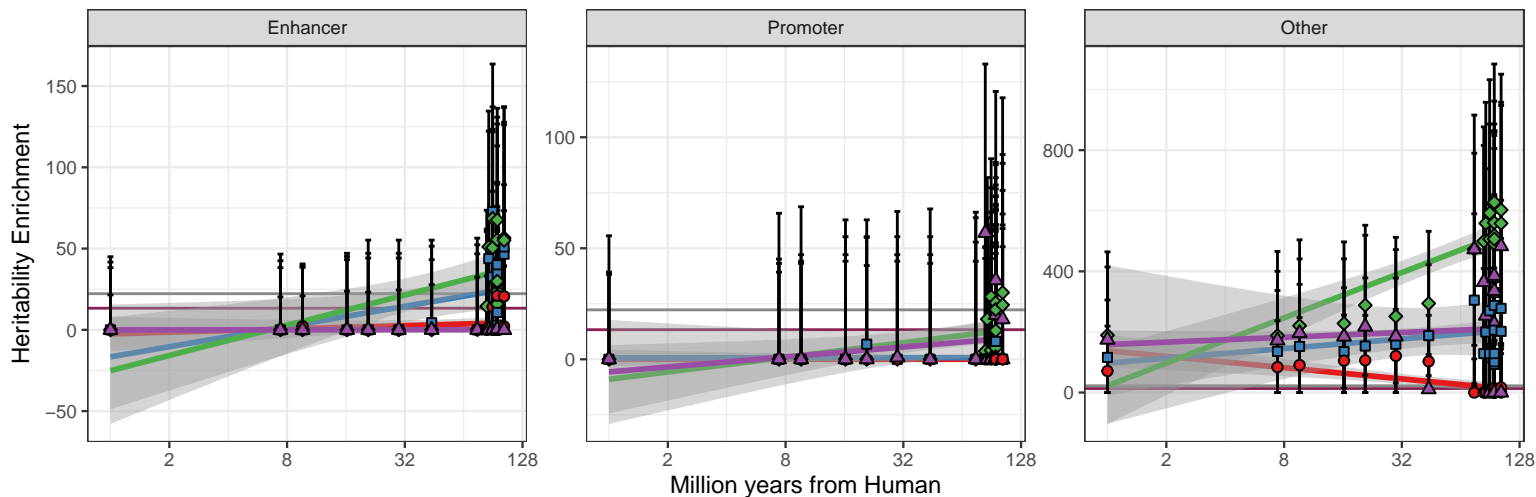 Enhancer
Promoter
Other
Heritability Enrichment
150
100
50
0
−50
100
50
0
800
400
0
2 8 32 128
2 8 32 128
2 8 32 128
Million years from Human